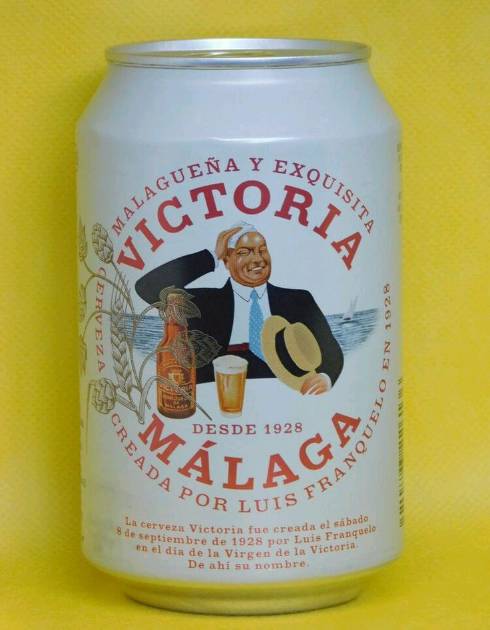 MALAGUEÑA Y EXQUISITA
VICTORIA
CERVEZA
DESDE 1928
MÁLAGA
CREADA POR LUIS FRANQUELO EN 1928
La cerveza Victoria fue creada el sábado
8 de septiembre de 1928 por Luis Franquelo
en el día de la Virgen de la Victoria.
De ahí su nombre.